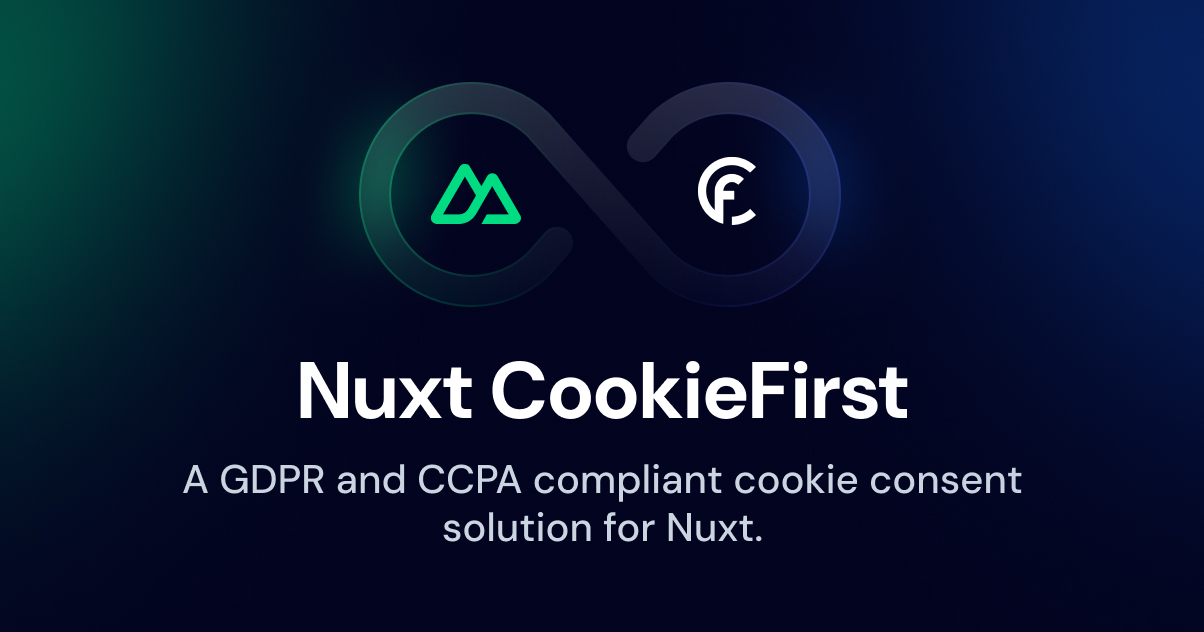 Nuxt CookieFirst
A GDPR and CCPA compliant cookie consent
solution for Nuxt.